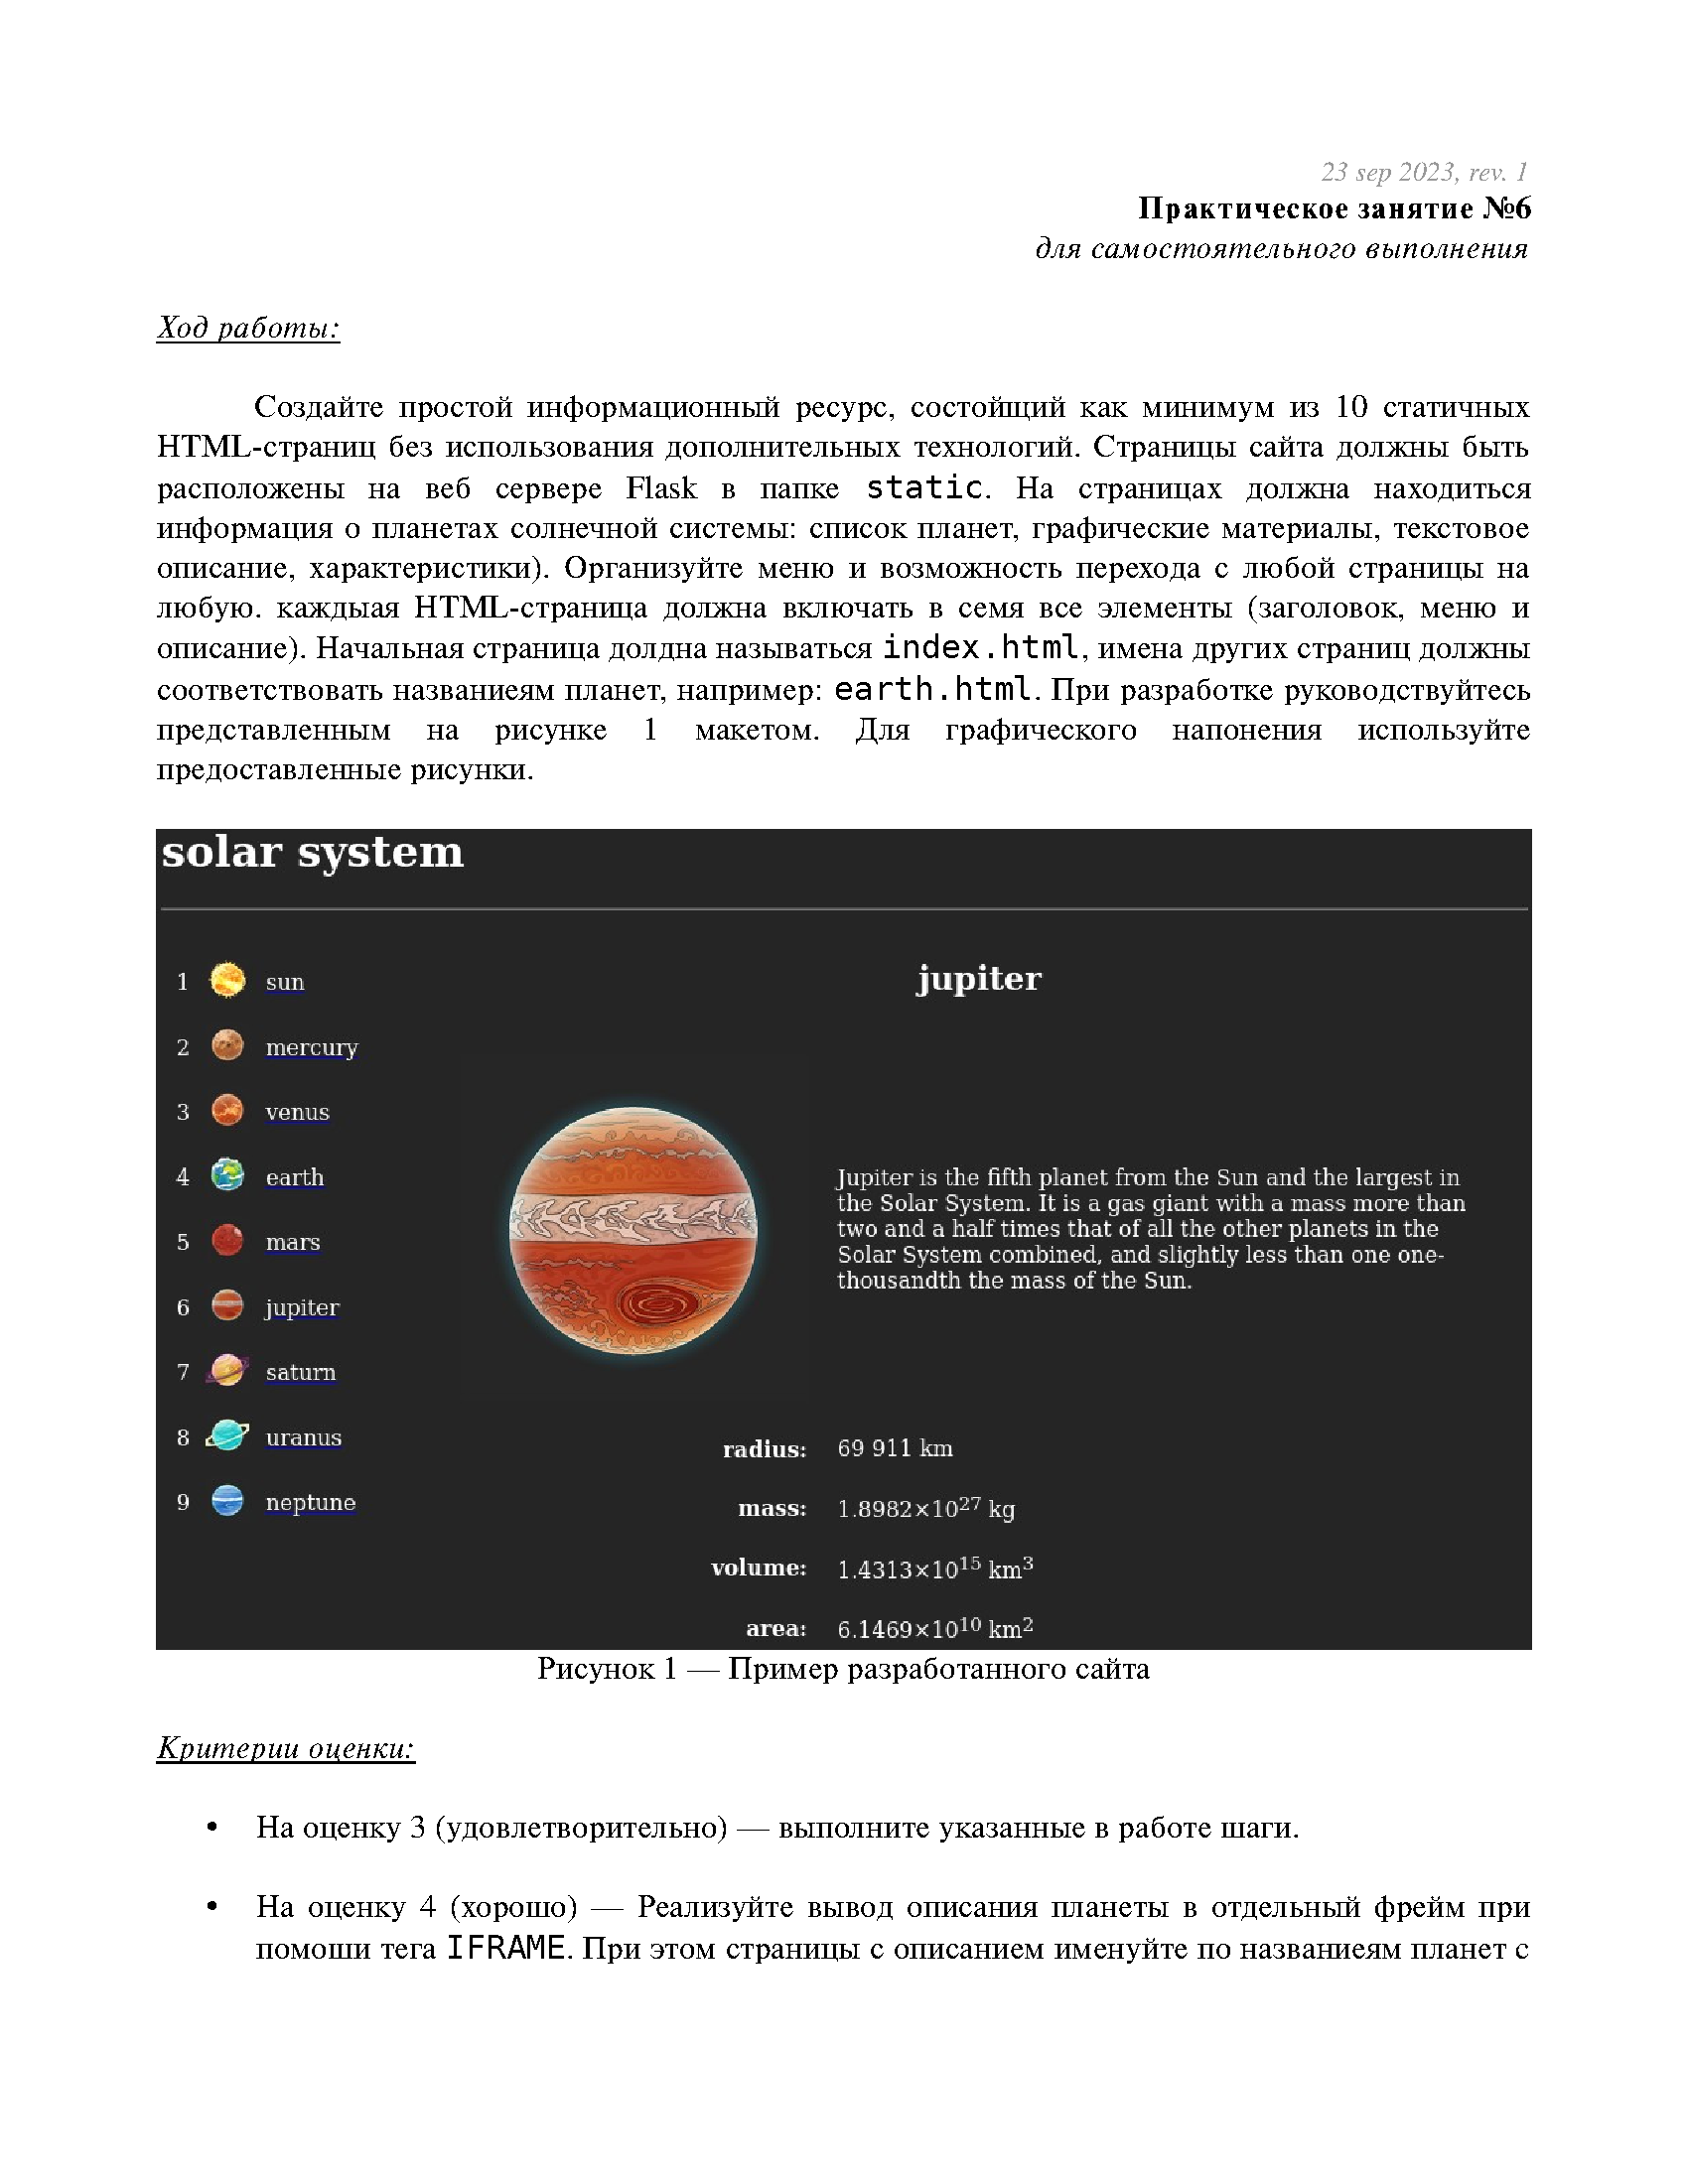 23 sep 2023, rev. 1
Практическое занятие №6
для самостоятельного выполнения
Ход работы:
Создайте простой информационный ресурс, состойщий как минимум из 10 статичных
HTML-страниц без использования дополнительных технологий. Страницы сайта должны быть
расположены на веб сервере Flask в папке static. На страницах должна находиться
информация о планетах солнечной системы: список планет, графические материалы, текстовое
описание, характеристики). Организуйте меню и возможность перехода с любой страницы на
любую. каждыая HTML-страница должна включать в семя все элементы (заголовок, меню и
описание). Начальная страница долдна называться index.html, имена других страниц должны
соответствовать названиеям планет, например: earth.html. При разработке руководствуйтесь
представленным на рисунке 1 макетом. Для графического напонения используйте
предоставленные рисунки.
solar system
1 sun
2 mercury
3 venus
4 earth
5 mars
6 jupiter
7 saturn
8 uranus
9 neptune
jupiter
Jupiter is the fifth planet from the Sun and the largest in
the Solar System. It is a gas giant with a mass more than
two and a half times that of all the other planets in the
Solar System combined, and slightly less than one one-
thousandth the mass of the Sun.
radius: 69 911 km
mass: 1.8982×10²⁷ kg
volume: 1.4313×10¹⁵ km³
area: 6.1469×10¹⁰ km²
Рисунок 1 — Пример разработанного сайта
Критерии оценки:
• На оценку 3 (удовлетворительно) — выполните указанные в работе шаги.
• На оценку 4 (хорошо) — Реализуйте вывод описания планеты в отдельный фрейм при
помоши тега IFRAME. При этом страницы с описанием именуйте по названиеям планет с